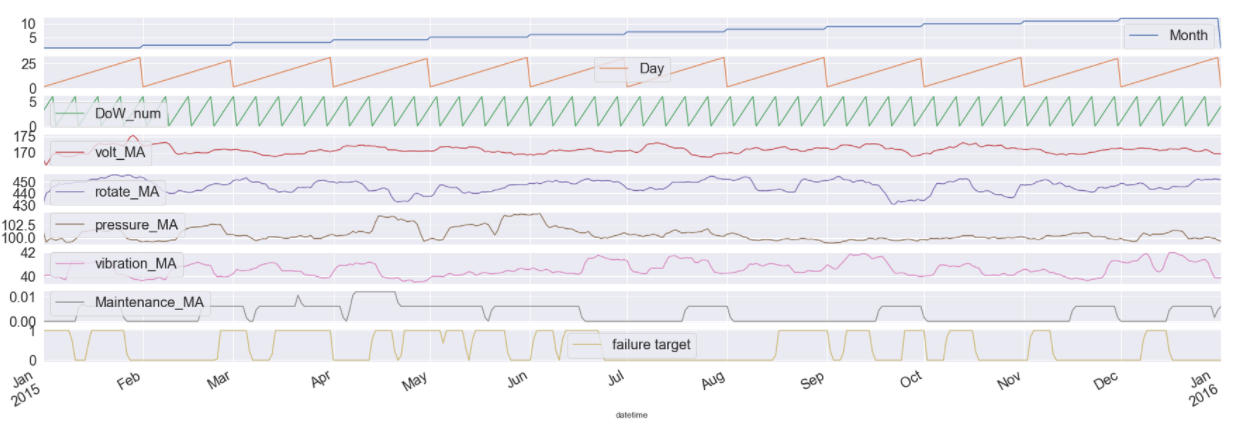 10
5
Month
25
0
Day
5
0
DoW_num
175
170
volt_MA
450
440
430
rotate_MA
102.5
100.0
pressure_MA
42
40
vibration_MA
0.01
0.00
Maintenance_MA
1
0
failure target
Jan
2015
Feb
Mar
Apr
May
Jun
Jul
Aug
Sep
Oct
Nov
Dec
Jan
2016
datetime